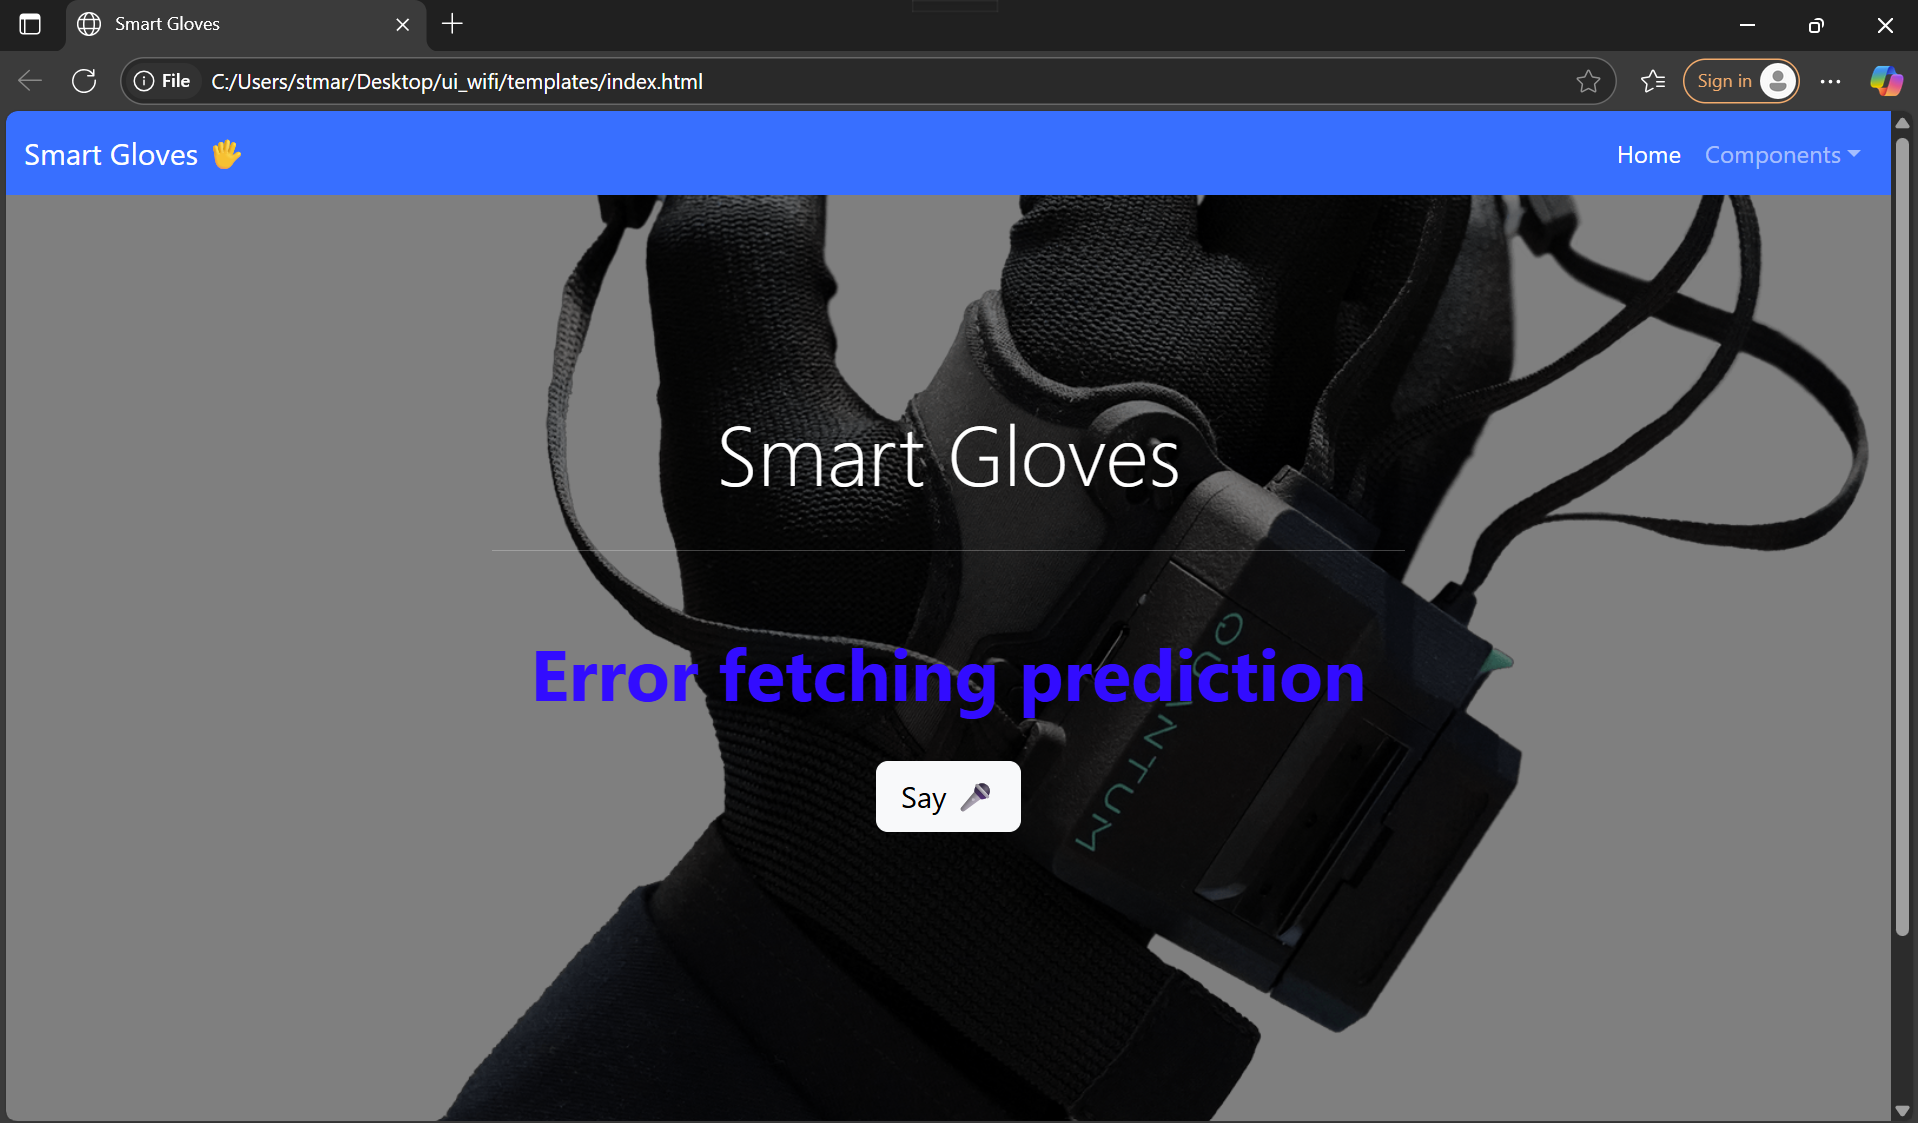 Smart Gloves
File C:/Users/stmar/Desktop/ui_wifi/templates/index.html
Sign in
Smart Gloves 🖐
Home Components
Smart Gloves
Error fetching prediction
QUANTUM
Say 🎤